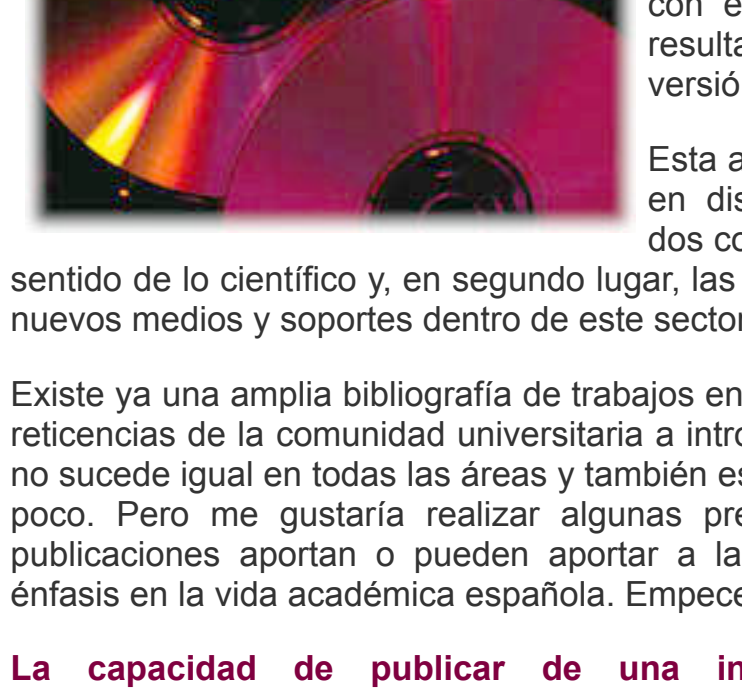 con e
resulta
versió
Esta a
en dis
dos co
sentido de lo científico y, en segundo lugar, las
nuevos medios y soportes dentro de este sector
Existe ya una amplia bibliografía de trabajos en
reticencias de la comunidad universitaria a intro
no sucede igual en todas las áreas y también es
poco. Pero me gustaría realizar algunas pre
publicaciones aportan o pueden aportar a la
énfasis en la vida académica española. Empece
La capacidad de publicar de una in